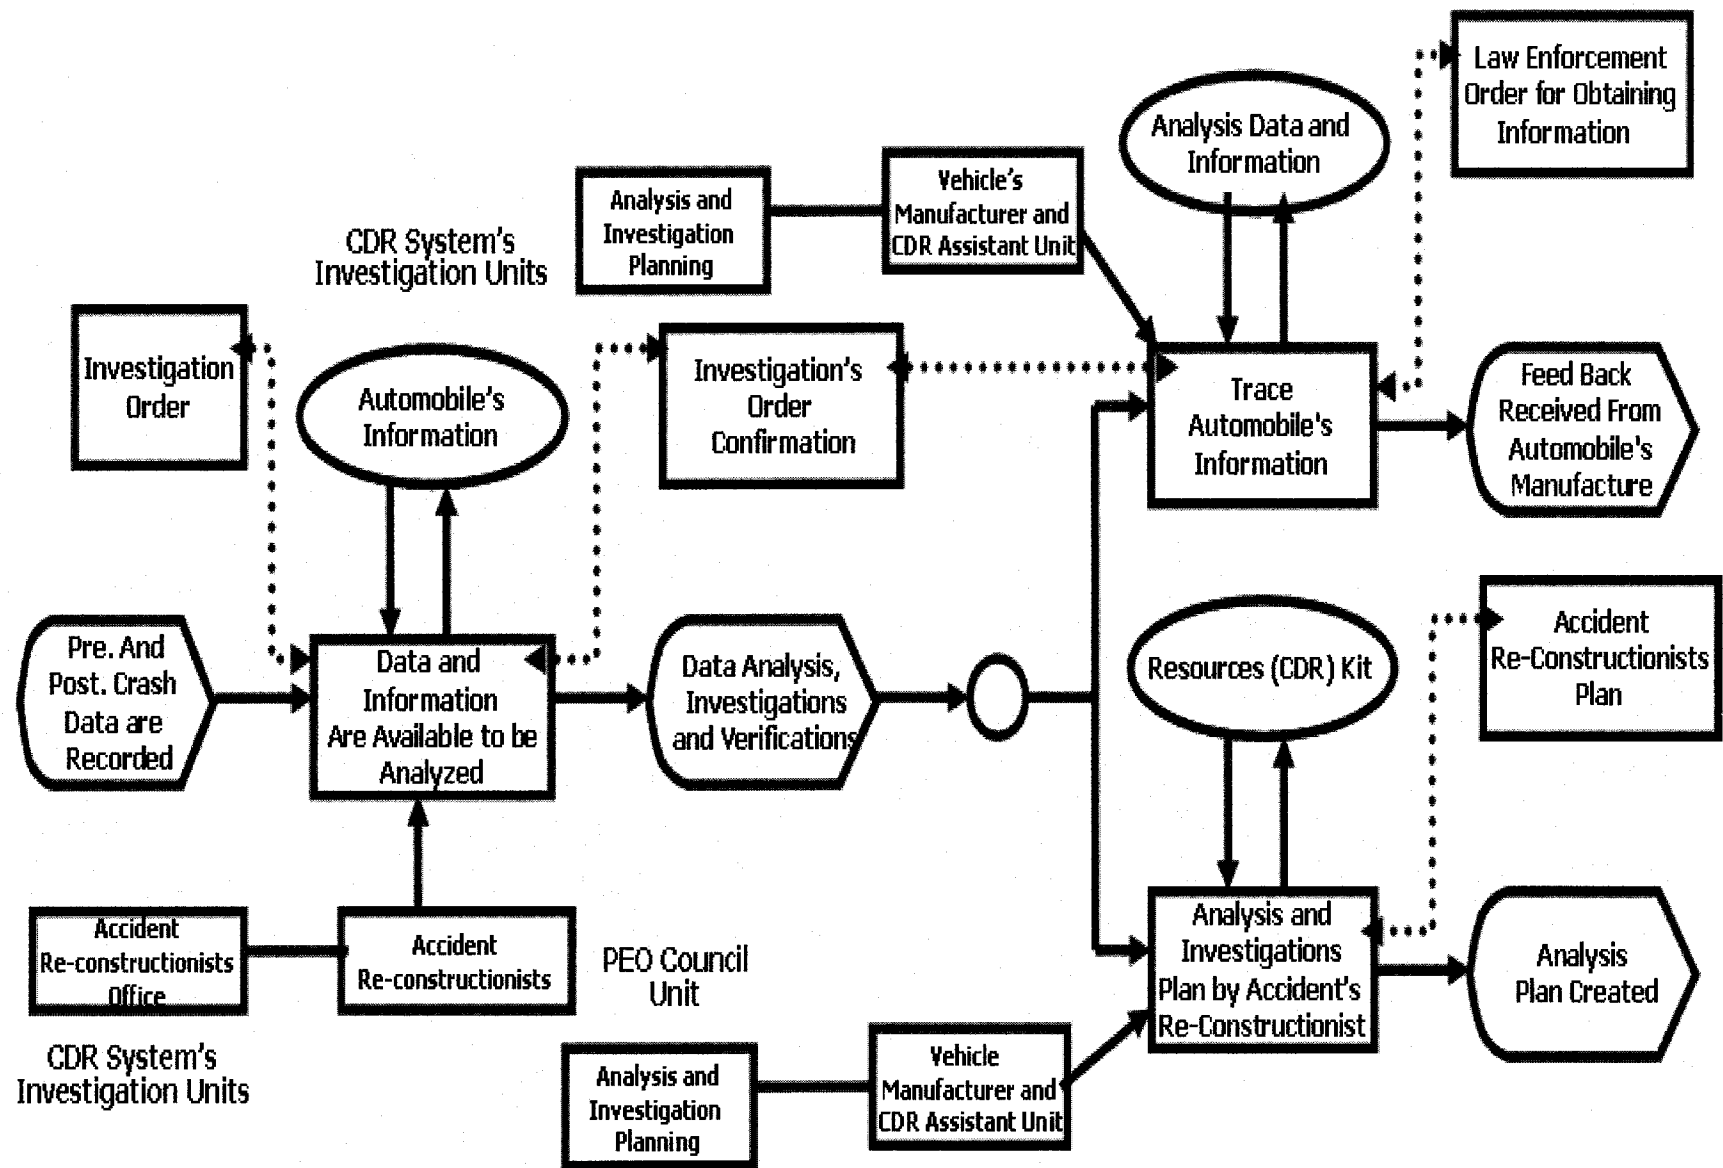 Law Enforcement
Order for Obtaining
Information
Analysis Data and
Information
Vehicle's
Manufacturer and
CDR Assistant Unit
Analysis and
Investigation
Planning
CDR System's
Investigation Units
Investigation
Order
Automobile's
Information
Investigation's
Order
Confirmation
Trace
Automobile's
Information
Feed Back
Received From
Automobile's
Manufacture
Pre. And
Post. Crash
Data are
Recorded
Data and
Information
Are Available to be
Analyzed
Data Analysis,
Investigations
and Verifications
Resources (CDR) Kit
Accident
Re-Constructionists
Plan
Accident
Re-constructionists
Office
Accident
Re-constructionists
PEO Council
Unit
Analysis and
Investigations
Plan by Accident's
Re-Constructionist
Analysis
Plan Created
CDR System's
Investigation Units
Analysis and
Investigation
Planning
Vehicle
Manufacturer and
CDR Assistant Unit